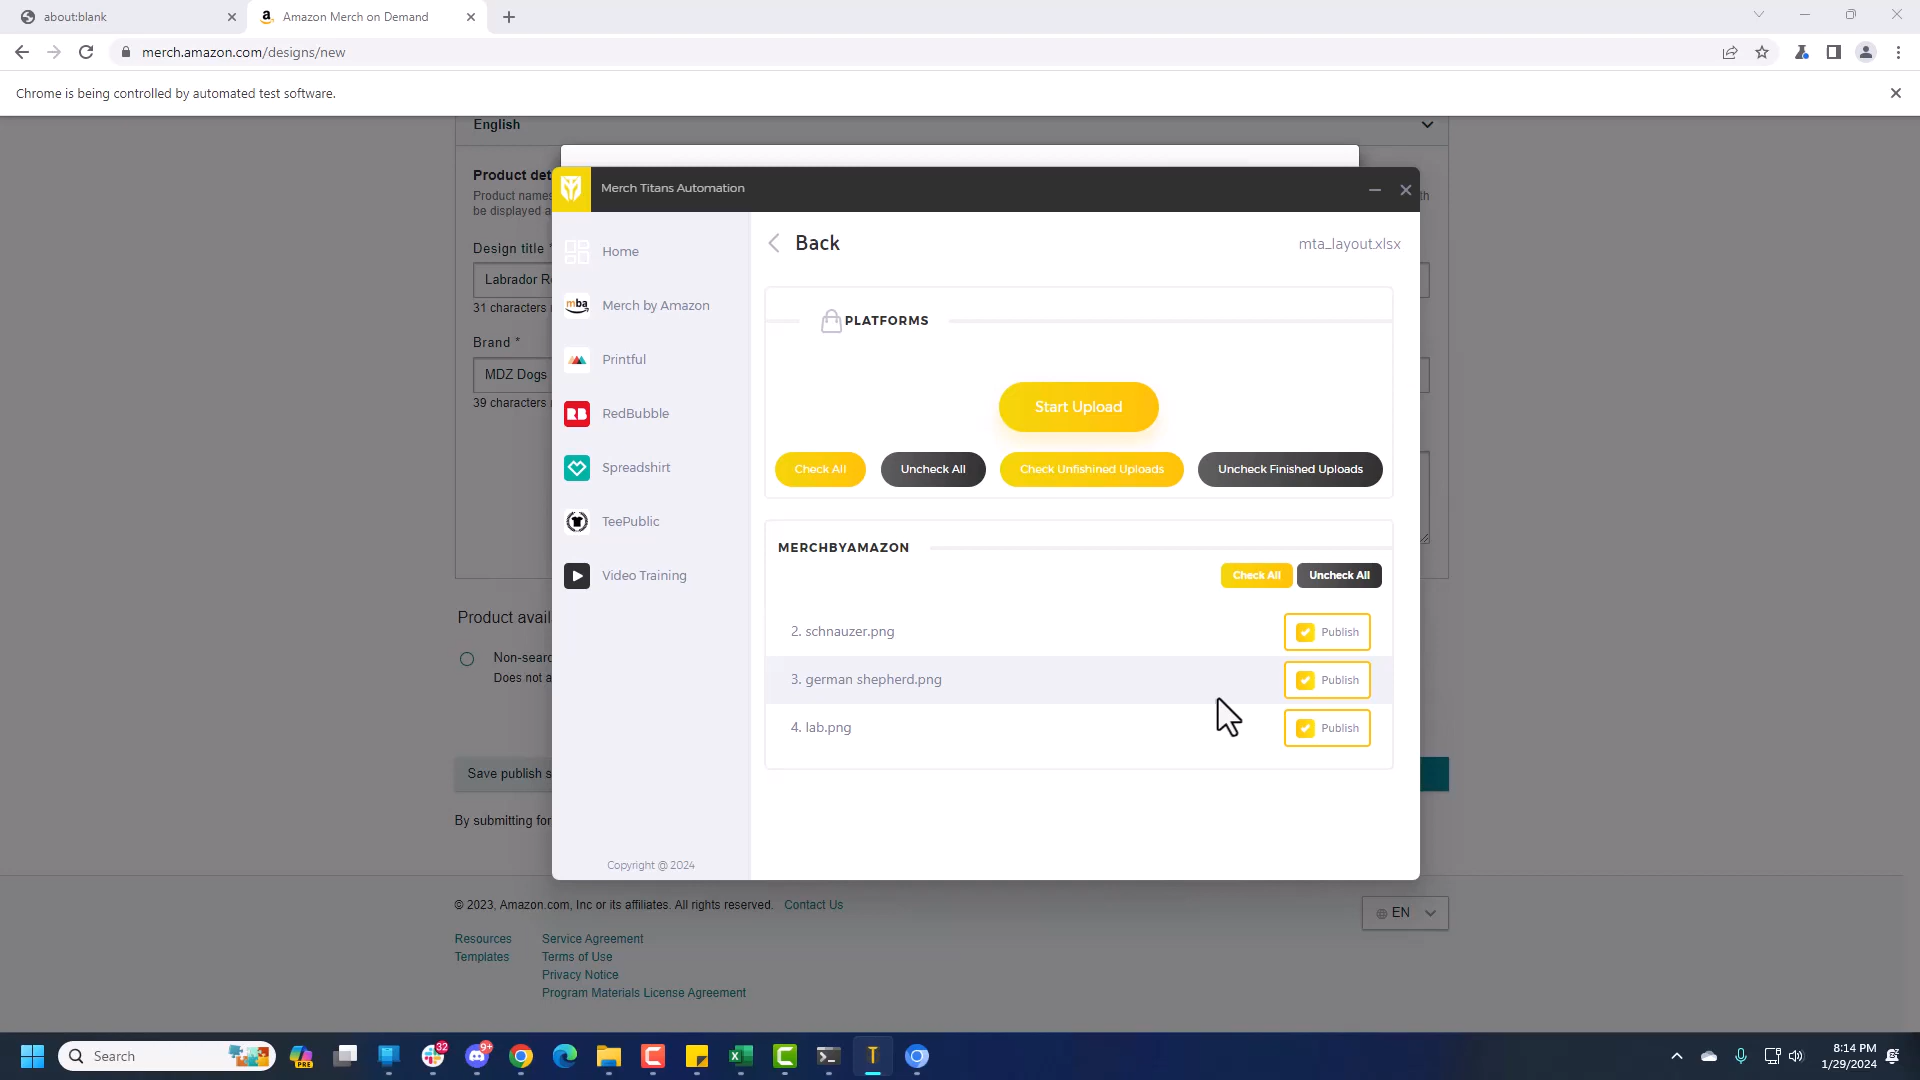 about:blank
Amazon Merch on Demand
merch.amazon.com/designs/new
Chrome is being controlled by automated test software.
English
Product det
Product names
th
be displayed a
Design title *
Labrador Re
31 characters
Brand *
MDZ Dogs
39 characters
Product avail
Non-searc
Does not a
Save publish s
By submitting for
Merch Titans Automation
Home
Merch by Amazon
Printful
RedBubble
Spreadshirt
TeePublic
Video Training
Copyright @ 2024
Back
mta_layout.xlsx
PLATFORMS
Start Upload
Check All
Uncheck All
Check Unfishined Uploads
Uncheck Finished Uploads
MERCHBYAMAZON
Check All
Uncheck All
2. schnauzer.png
Publish
3. german shepherd.png
Publish
4. lab.png
Publish
© 2023, Amazon.com, Inc or its affiliates. All rights reserved. Contact Us
EN
Resources
Service Agreement
Templates
Terms of Use
Privacy Notice
Program Materials License Agreement
Search
8:14 PM
1/29/2024